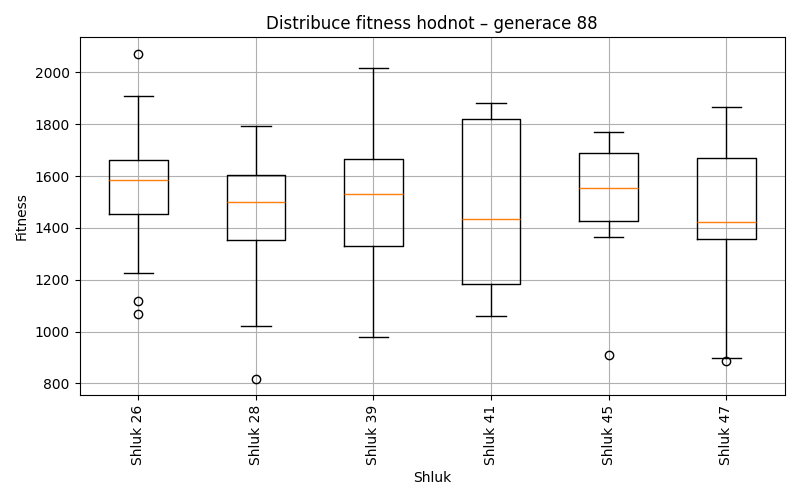 Distribuce fitness hodnot – generace 88
Fitness
2000
1800
1600
1400
1200
1000
800
Shluk 26
Shluk 28
Shluk 39
Shluk 41
Shluk 45
Shluk 47
Shluk